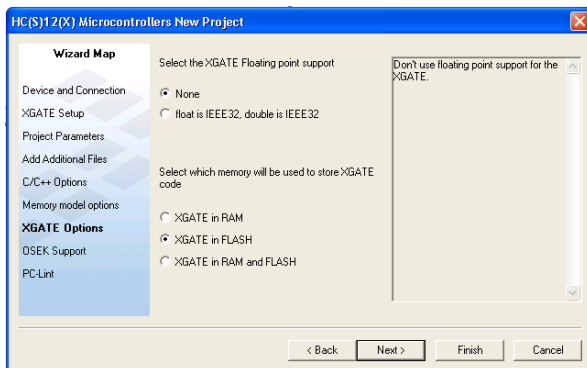 HC(S)12(X) Microcontrollers New Project
Wizard Map
Device and Connection
XGATE Setup
Project Parameters
Add Additional Files
C/C++ Options
Memory model options
XGATE Options
OSEK Support
PC-Lint
Select the XGATE Floating point support
None
float is IEEE32, double is IEEE32
Select which memory will be used to store XGATE
code
XGATE in RAM
XGATE in FLASH
XGATE in RAM and FLASH
Don't use floating point support for the
XGATE.
< Back
Next >
Finish
Cancel